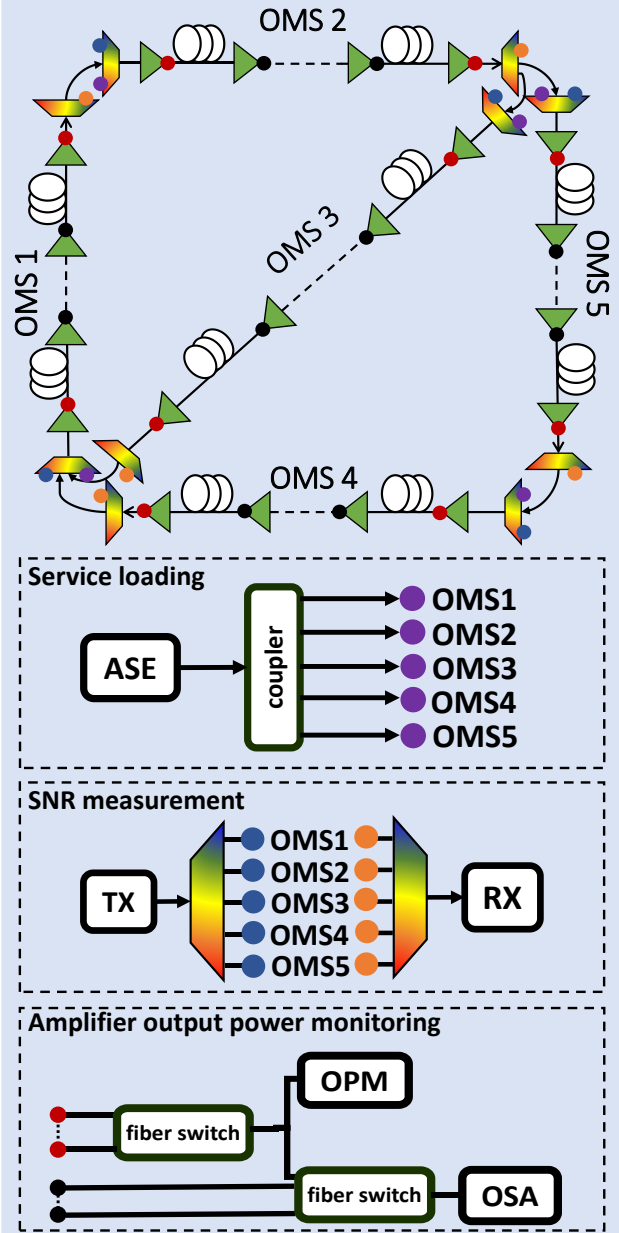 OMS 2
OMS 3
OMS 1
OMS 5
OMS 4
Service loading
ASE
coupler
OMS1
OMS2
OMS3
OMS4
OMS5
SNR measurement
TX
OMS1
OMS2
OMS3
OMS4
OMS5
RX
Amplifier output power monitoring
OPM
fiber switch
fiber switch
OSA